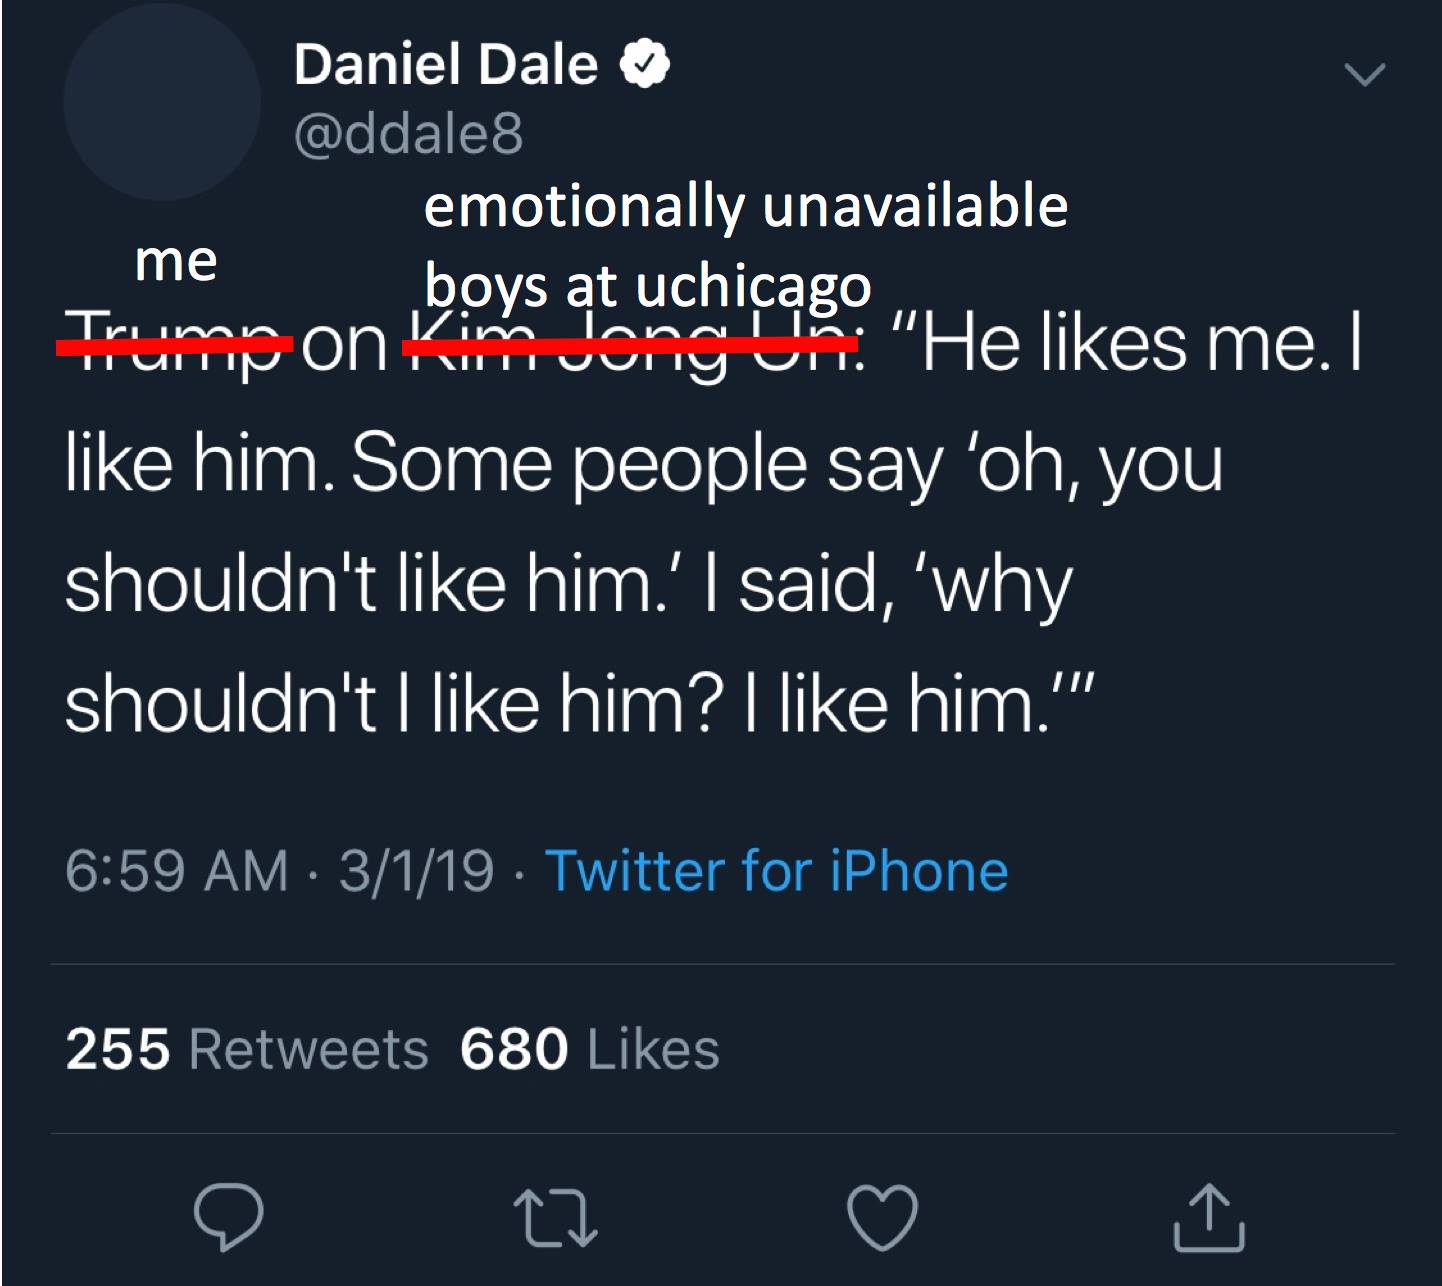 Daniel Dale
@ddale8
emotionally unavailable
me
boys at uchicago
Trump on Kim Jong Un: “He likes me. I
like him. Some people say ‘oh, you
shouldn't like him.’ I said, ‘why
shouldn't I like him? I like him.’”
6:59 AM · 3/1/19 · Twitter for iPhone
255 Retweets 680 Likes